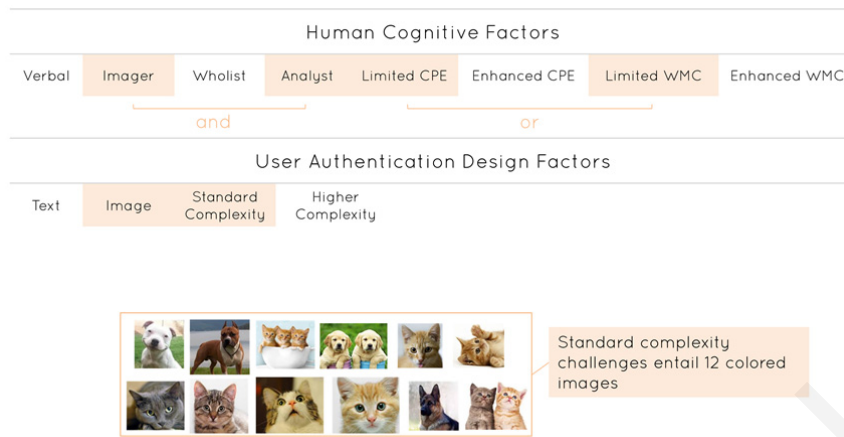 Human Cognitive Factors
Verbal Imager Wholist Analyst Limited CPE Enhanced CPE Limited WMC Enhanced WMC
and or
User Authentication Design Factors
Text Image Standard Complexity Higher Complexity
Standard complexity
challenges entail 12 colored
images